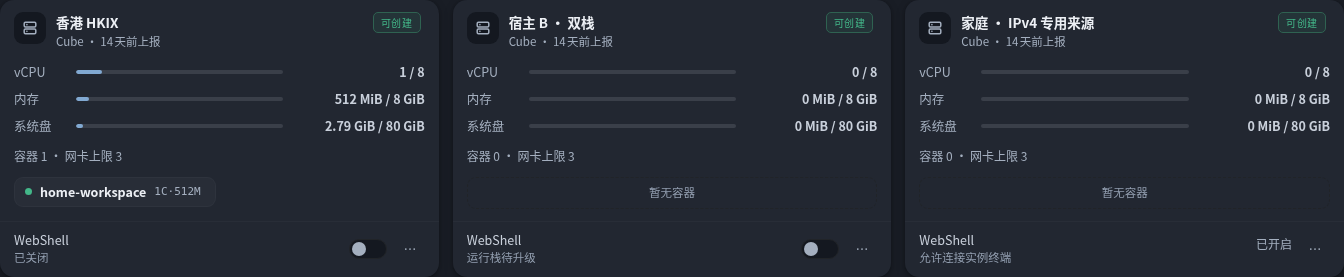 香港 HKIX
可创建
Cube • 14 天前上报
vCPU
1 / 8
内存
512 MiB / 8 GiB
系统盘
2.79 GiB / 80 GiB
容器 1 • 网卡上限 3
home-workspace 1C·512M
WebShell
已关闭
...
宿主 B • 双栈
可创建
Cube • 14 天前上报
vCPU
0 / 8
内存
0 MiB / 8 GiB
系统盘
0 MiB / 80 GiB
容器 0 • 网卡上限 3
暂无容器
WebShell
运行栈待升级
...
家庭 • IPv4 专用来源
可创建
Cube • 14 天前上报
vCPU
0 / 8
内存
0 MiB / 8 GiB
系统盘
0 MiB / 80 GiB
容器 0 • 网卡上限 3
暂无容器
WebShell
允许连接实例终端
已开启
...